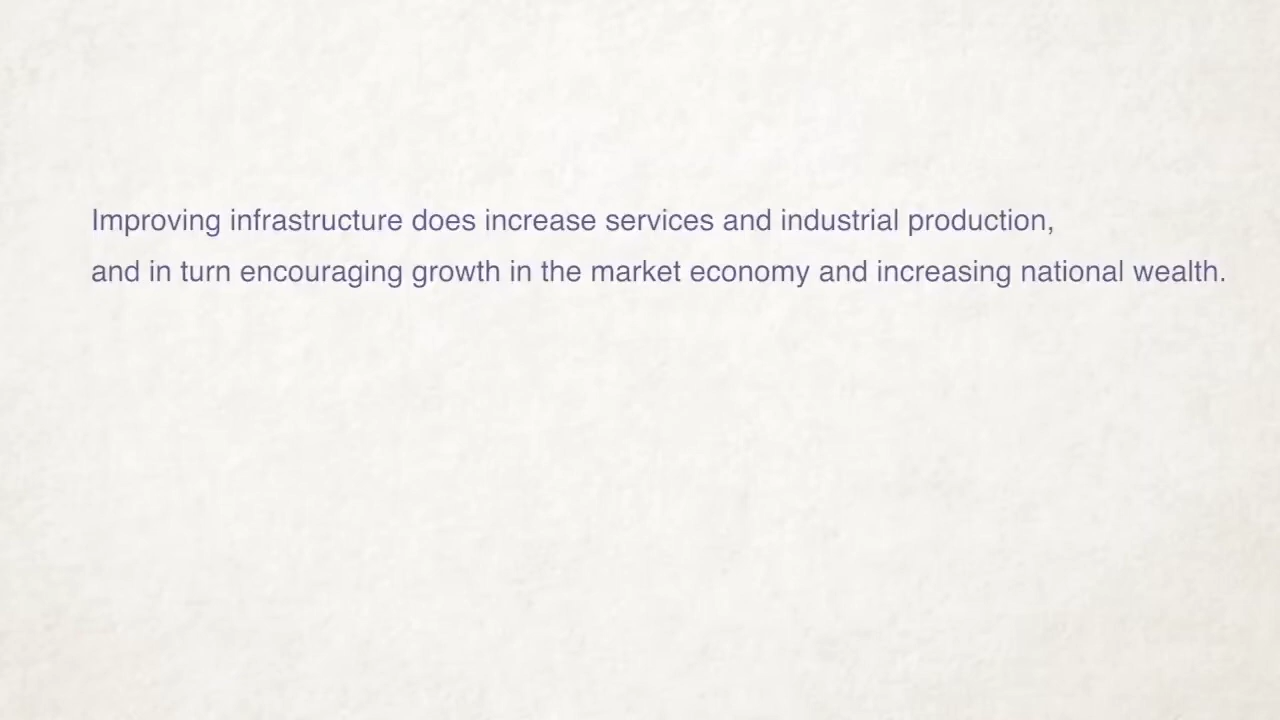 Improving infrastructure does increase services and industrial production,
and in turn encouraging growth in the market economy and increasing national wealth.